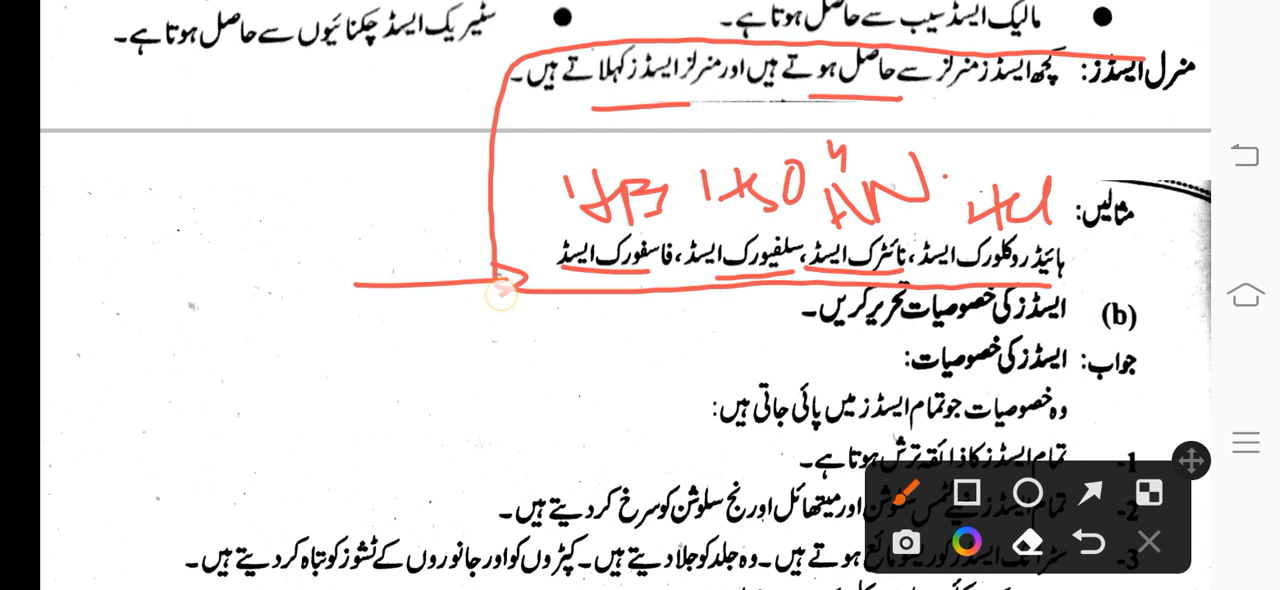 مالیک ایسڈ سیب سے حاصل ہوتا ہے۔ ● سٹیریک ایسڈ چکنائیوں سے حاصل ہوتا ہے۔
منرل ایسڈز: کچھ ایسڈز منرلز سے حاصل ہوتے ہیں اور منرلز ایسڈز کہلاتے ہیں۔
مثالیں:
ہائیڈروکلورک ایسڈ، نائٹرک ایسڈ، سلفیورک ایسڈ، فاسفورک ایسڈ
(b) ایسڈز کی خصوصیات تحریر کریں۔
جواب: ایسڈز کی خصوصیات:
وہ خصوصیات جو تمام ایسڈز میں پائی جاتی ہیں:
-1 تمام ایسڈز کا ذائقہ ترش ہوتا ہے۔
-2 تمام ایسڈز اور میتھائل اورنج سلوشن کو سرخ کر دیتے ہیں۔
-3 ہوتے ہیں۔ وہ جلد کو جلا دیتے ہیں۔ کپڑوں کو اور جانوروں کے ٹشوز کو تباہ کر دیتے ہیں۔